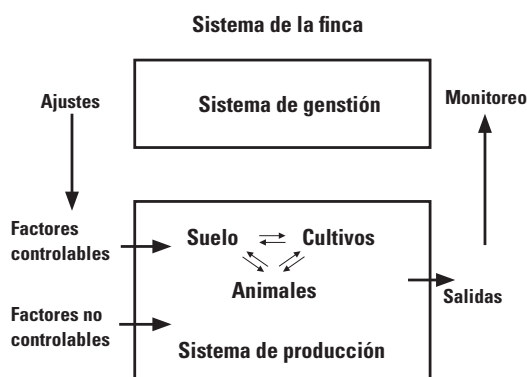 Sistema de la finca
Ajustes
Sistema de genstión
Monitoreo
Factores
controlables
Suelo
Cultivos
Animales
Salidas
Factores no
controlables
Sistema de producción